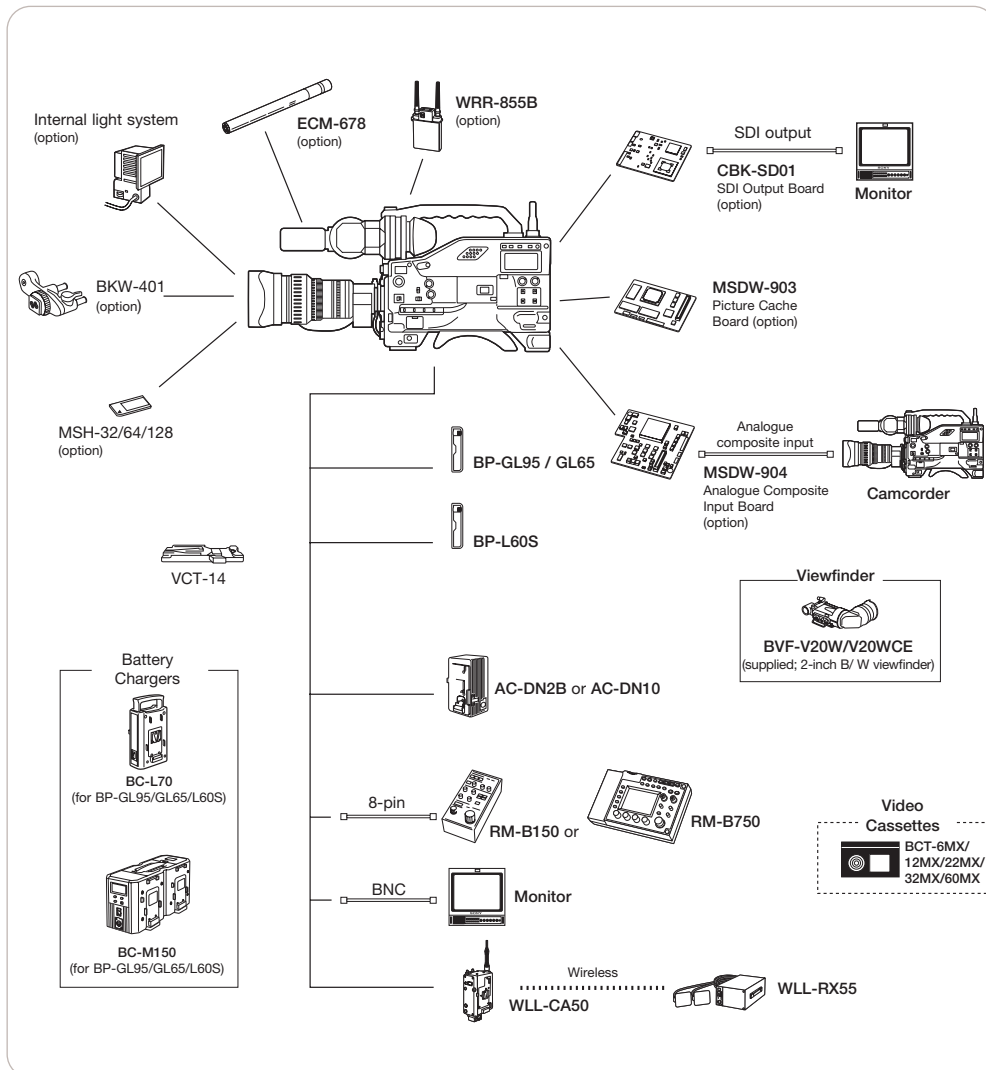 Internal light system
(option)
ECM-678
(option)
WRR-855B
(option)
SDI output
CBK-SD01
SDI Output Board
(option)
Monitor
BKW-401
(option)
MSDW-903
Picture Cache
Board (option)
MSH-32/64/128
(option)
Analogue
composite input
MSDW-904
Analogue Composite
Input Board
(option)
Camcorder
BP-GL95 / GL65
BP-L60S
VCT-14
Viewfinder
BVF-V20W/V20WCE
(supplied; 2-inch B/ W viewfinder)
Battery
Chargers
BC-L70
(for BP-GL95/GL65/L60S)
BC-M150
(for BP-GL95/GL65/L60S)
AC-DN2B or AC-DN10
8-pin
RM-B150 or
RM-B750
Video
Cassettes
BCT-6MX/
12MX/22MX/
32MX/60MX
BNC
SONY
Monitor
Wireless
WLL-CA50
WLL-RX55